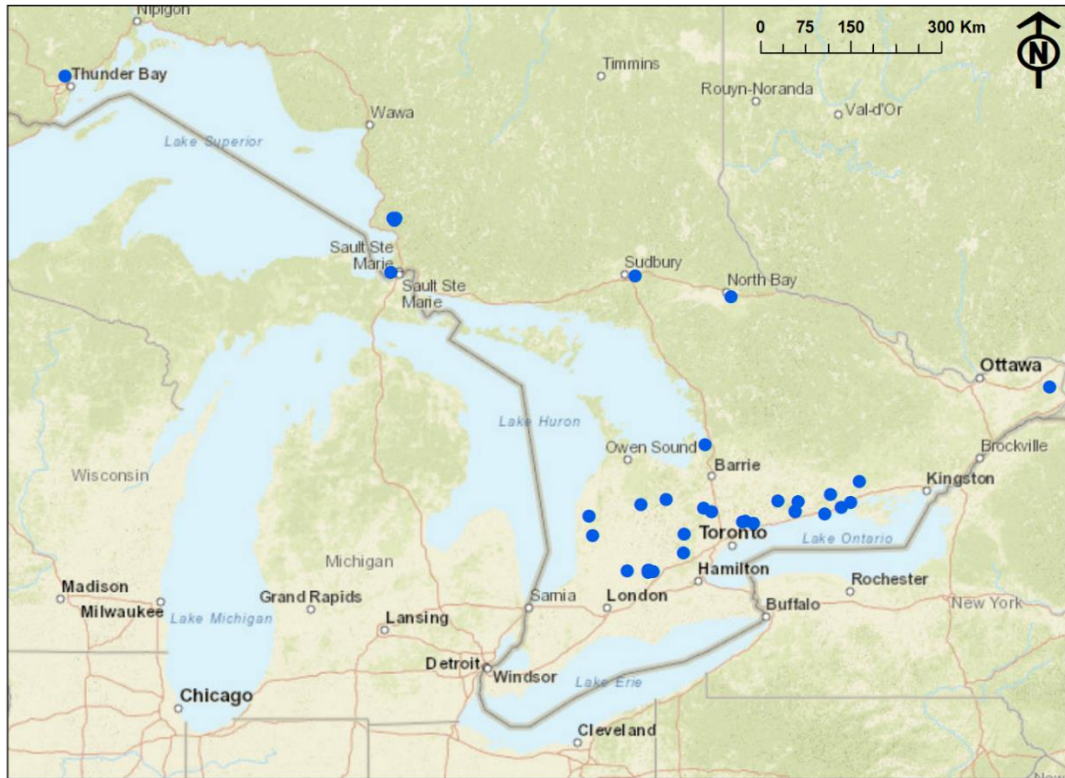 Nipigon
0 75 150 300 Km
N
Thunder Bay
Timmins
Rouyn-Noranda
Val-d'Or
Wawa
Lake Superior
Sault Ste
Marie
Sault Ste
Marie
Sudbury
North Bay
Ottawa
Lake Huron
Owen Sound
Barrie
Brockville
Kingston
Wisconsin
Toronto
Lake Ontario
Michigan
Hamilton
Madison
Milwaukee
Lake Michigan
Grand Rapids
Lansing
Sarnia
London
Rochester
Buffalo
New York
Detroit
Windsor
Lake Erie
Chicago
Cleveland